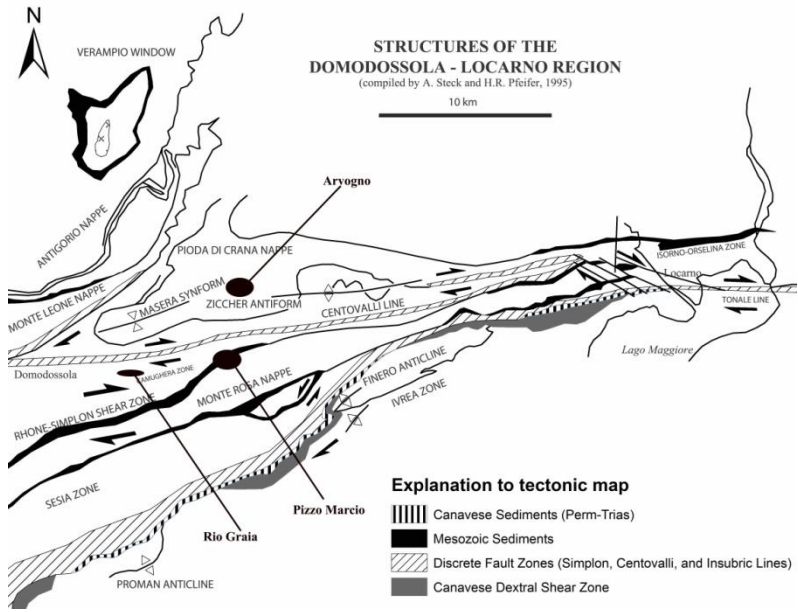 N
VERAMPIO WINDOW
STRUCTURES OF THE
DOMODOSSOLA - LOCARNO REGION
(compiled by A. Steck and H.R. Pfeifer, 1995)
10 km
Aryogno
ANTIGORIO NAPPE
PIODA DI CRANA NAPPE
ISORNO-ORSELINA ZONE
MONTE LEONE NAPPE
MASERA SYNFORM
ZICCHER ANTIFORM
CENTOVALLI LINE
Locarno
TONALE LINE
Lago Maggiore
Domodossola
CAMUGHERA ZONE
RHONE-SIMPLON SHEAR ZONE
MONTE ROSA NAPPE
FINERO ANTICLINE
IVREA ZONE
SESIA ZONE
Pizzo Marcio
Rio Graia
PROMAN ANTICLINE
Explanation to tectonic map
Canavese Sediments (Perm-Trias)
Mesozoic Sediments
Discrete Fault Zones (Simplon, Centovalli, and Insubric Lines)
Canavese Dextral Shear Zone